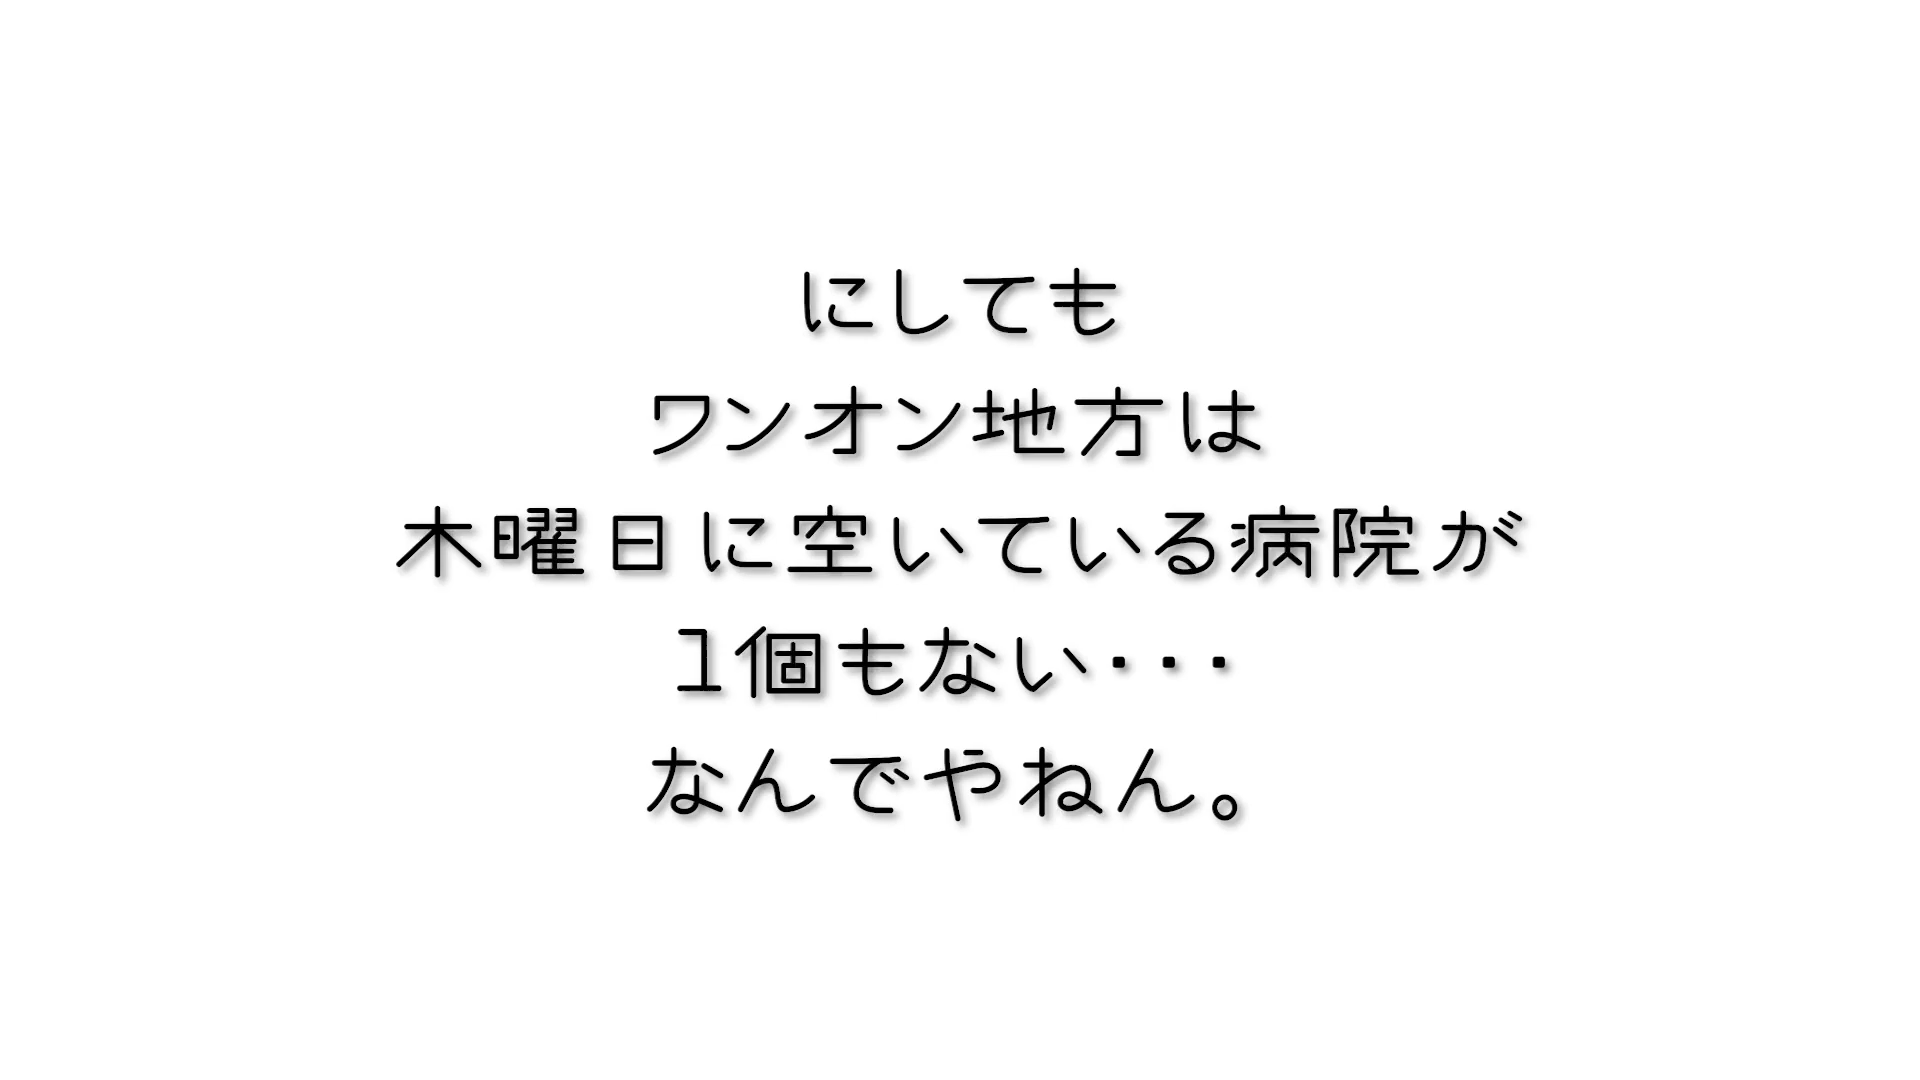 にしても
ワンオン地方は
木曜日に空いている病院が
1個もない・・・
なんでやねん。